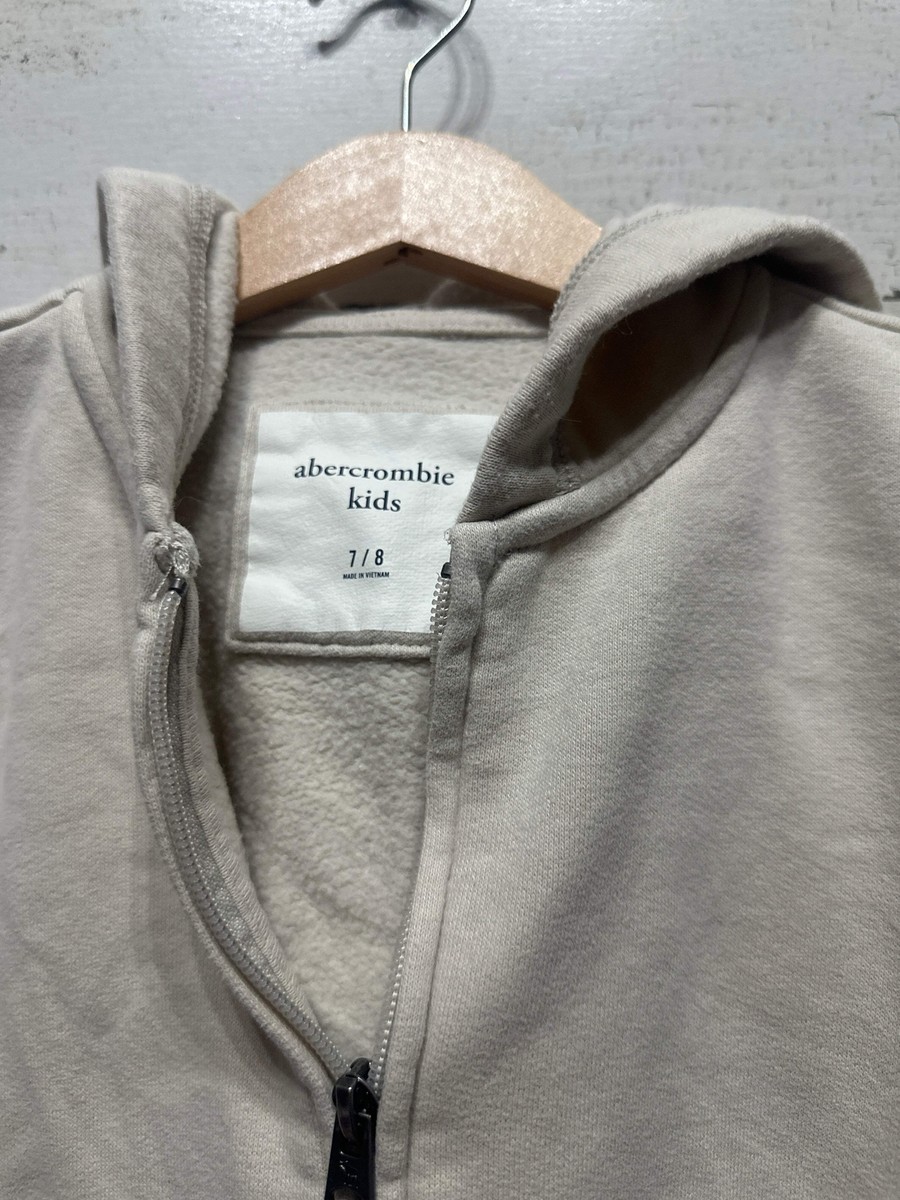 abercrombie
kids
7/8
MADE IN VIETNAM